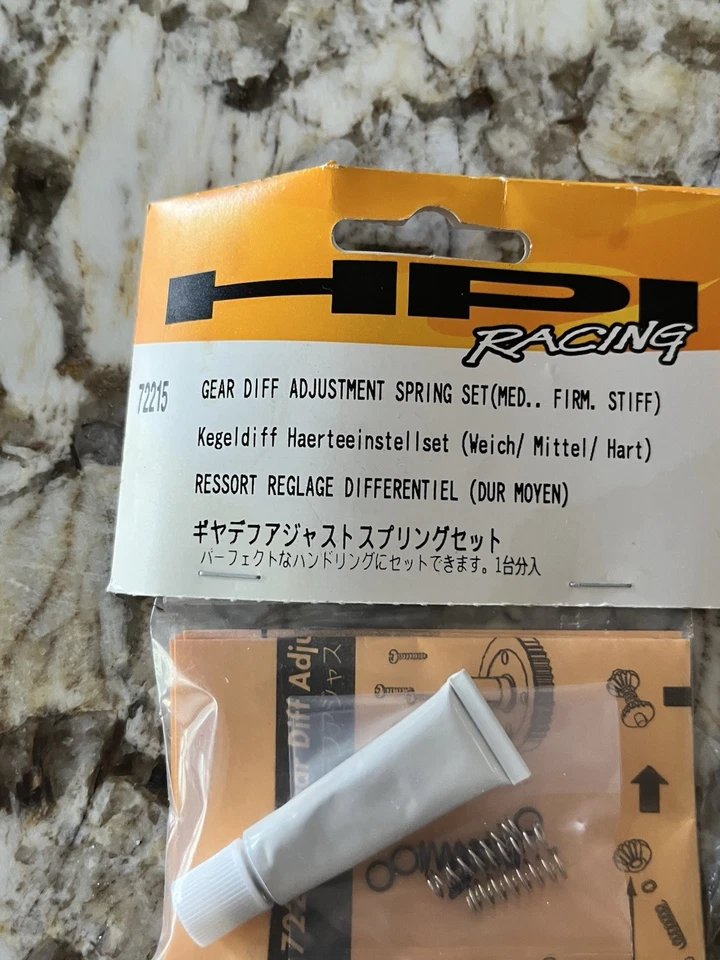 HPI
RACING
72215
GEAR DIFF ADJUSTMENT SPRING SET(MED.. FIRM. STIFF)
Kegeldiff Haerteeinstellset (Weich/ Mittel/ Hart)
RESSORT REGLAGE DIFFERENTIEL (DUR MOYEN)
ギヤデフアジャストスプリングセット
パーフェクトなハンドリングにセットできます。1台分入
Diff Adju